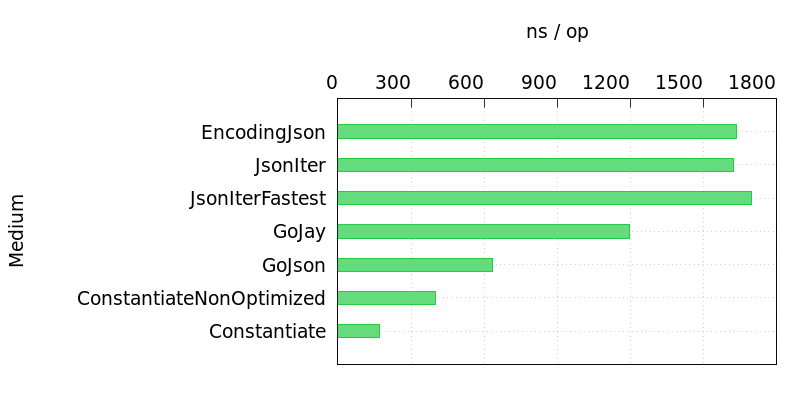 ns / op
0 300 600 900 1200 1500 1800
Medium
EncodingJson
JsonIter
JsonIterFastest
GoJay
GoJson
ConstantiateNonOptimized
Constantiate